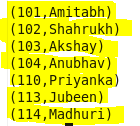 (101,Amitabh)
(102,Shahrukh)
(103,Akshay)
(104,Anubhav)
(110,Priyanka)
(113,Jubeen)
(114,Madhuri)